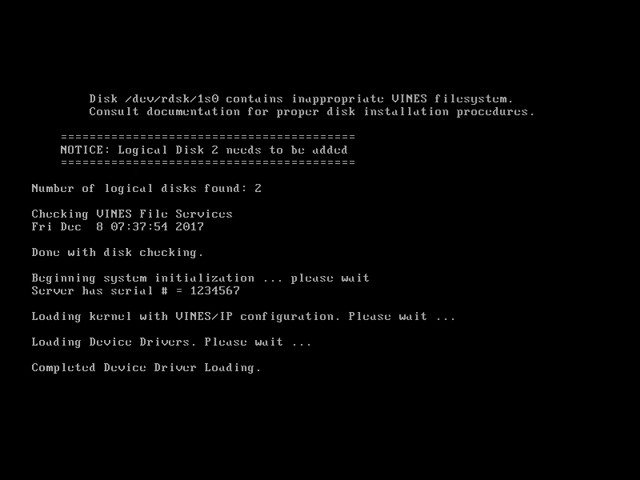 Disk /dev/rdsk/1s0 contains inappropriate VINES filesystem.
Consult documentation for proper disk installation procedures.
=========================================
NOTICE: Logical Disk 2 needs to be added
=========================================
Number of logical disks found: 2
Checking VINES File Services
Fri Dec  8 07:37:54 2017
Done with disk checking.
Beginning system initialization ... please wait
Server has serial # = 1234567
Loading kernel with VINES/IP configuration. Please wait ...
Loading Device Drivers. Please wait ...
Completed Device Driver Loading.